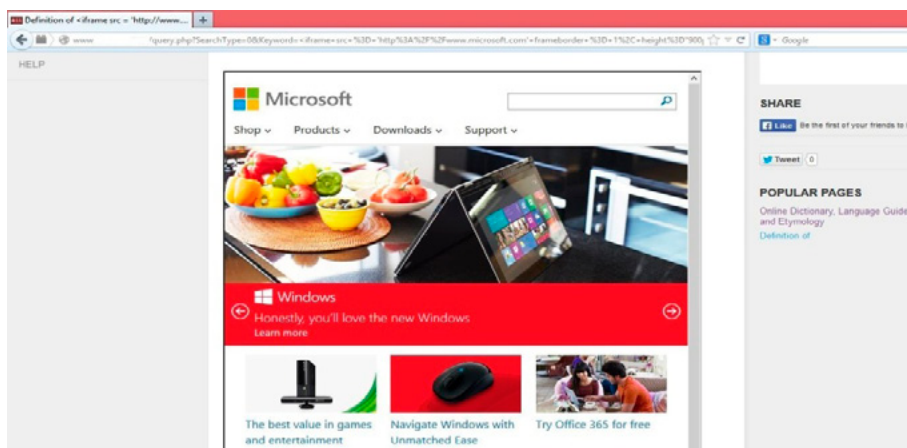 Definition of <iframe src = 'http://www....
www /query.php?SearchType=0&Keyword=<iframe+src+%3D+'http%3A%2F%2Fwww.microsoft.com'+frameborder+%3D+1%2C+height%3D"900
Google
HELP
Microsoft
Shop
Products
Downloads
Support
Windows
Honestly, you'll love the new Windows
Learn more
The best value in games
and entertainment
Navigate Windows with
Unmatched Ease
Try Office 365 for free
SHARE
Like
Be the first of your friends to
Tweet
0
POPULAR PAGES
Online Dictionary, Language Guide
and Etymology
Definition of